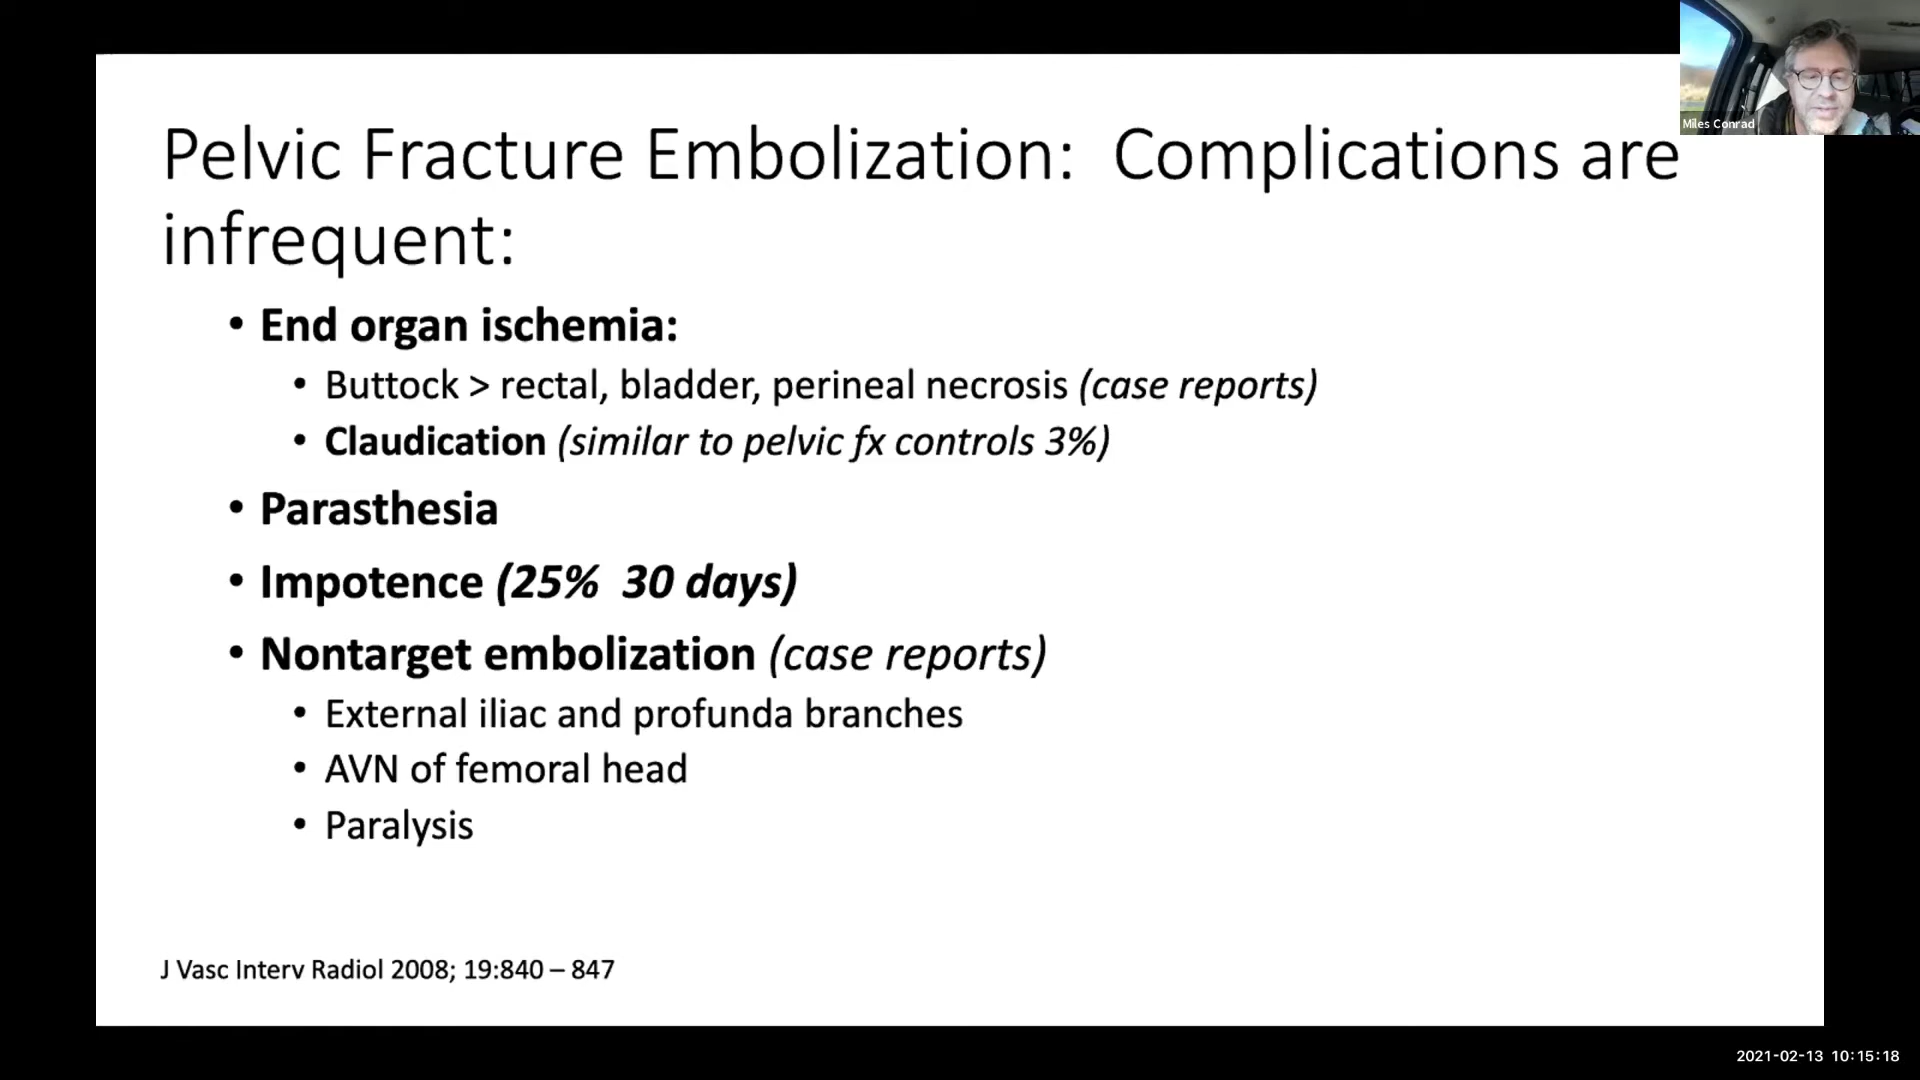 Miles Conrad
Pelvic Fracture Embolization:  Complications are
infrequent:
• End organ ischemia:
• Buttock > rectal, bladder, perineal necrosis (case reports)
• Claudication (similar to pelvic fx controls 3%)
• Parasthesia
• Impotence (25%  30 days)
• Nontarget embolization (case reports)
• External iliac and profunda branches
• AVN of femoral head
• Paralysis
J Vasc Interv Radiol 2008; 19:840 – 847
2021-02-13 10:15:18